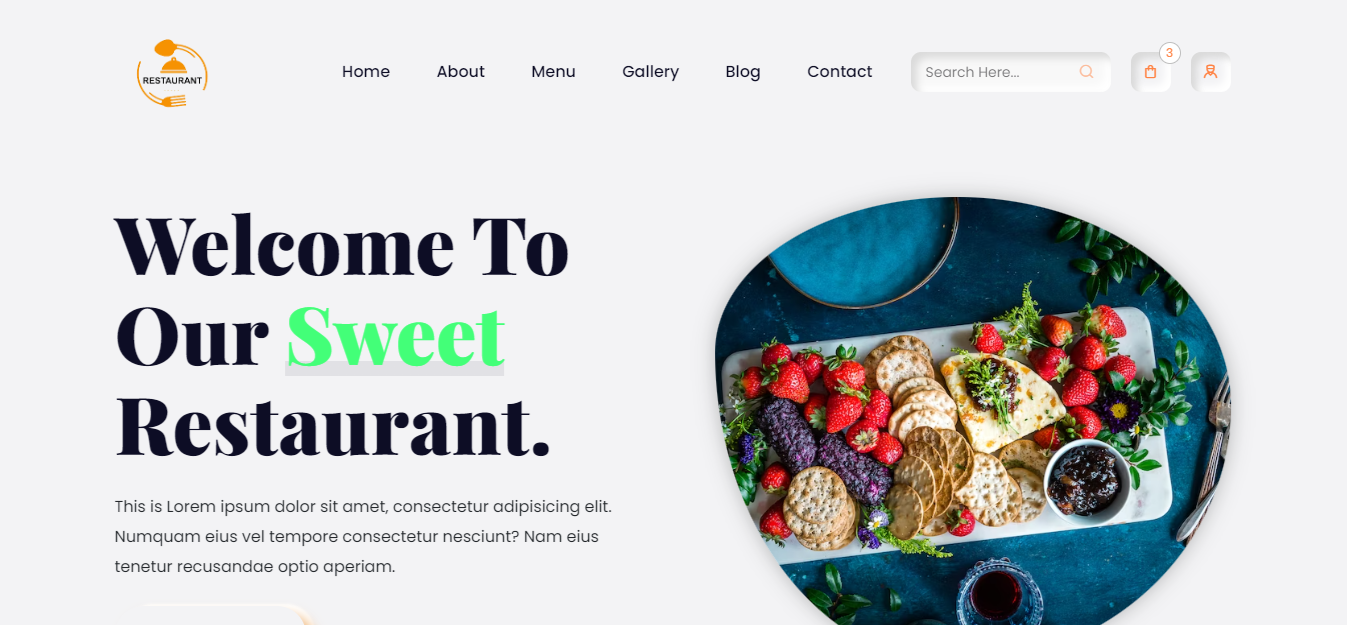 RESTAURANT
Home About Menu Gallery Blog Contact
Search Here...
3
Welcome To
Our Sweet
Restaurant.
This is Lorem ipsum dolor sit amet, consectetur adipisicing elit.
Numquam eius vel tempore consectetur nesciunt? Nam eius
tenetur recusandae optio aperiam.